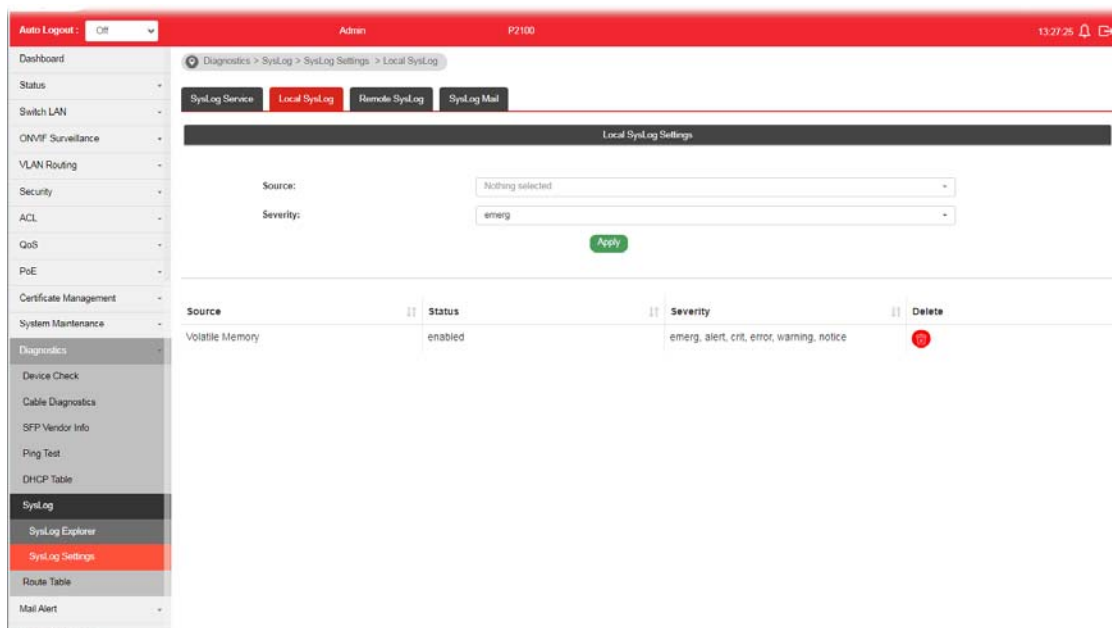 Auto Logout : Off Admin P2100 13:27:25
Dashboard
Status
Switch LAN
ONVIF Surveillance
VLAN Routing
Security
ACL
QoS
PoE
Certificate Management
System Maintenance
Diagnostics
Device Check
Cable Diagnostics
SFP Vendor Info
Ping Test
DHCP Table
SysLog
SysLog Explorer
SysLog Settings
Route Table
Mail Alert
Diagnostics > SysLog > SysLog Settings > Local SysLog
SysLog Service Local SysLog Remote SysLog SysLog Mail
Local SysLog Settings
Source: Nothing selected
Severity: emerg
Apply
Source Status Severity Delete
Volatile Memory enabled emerg, alert, crit, error, warning, notice